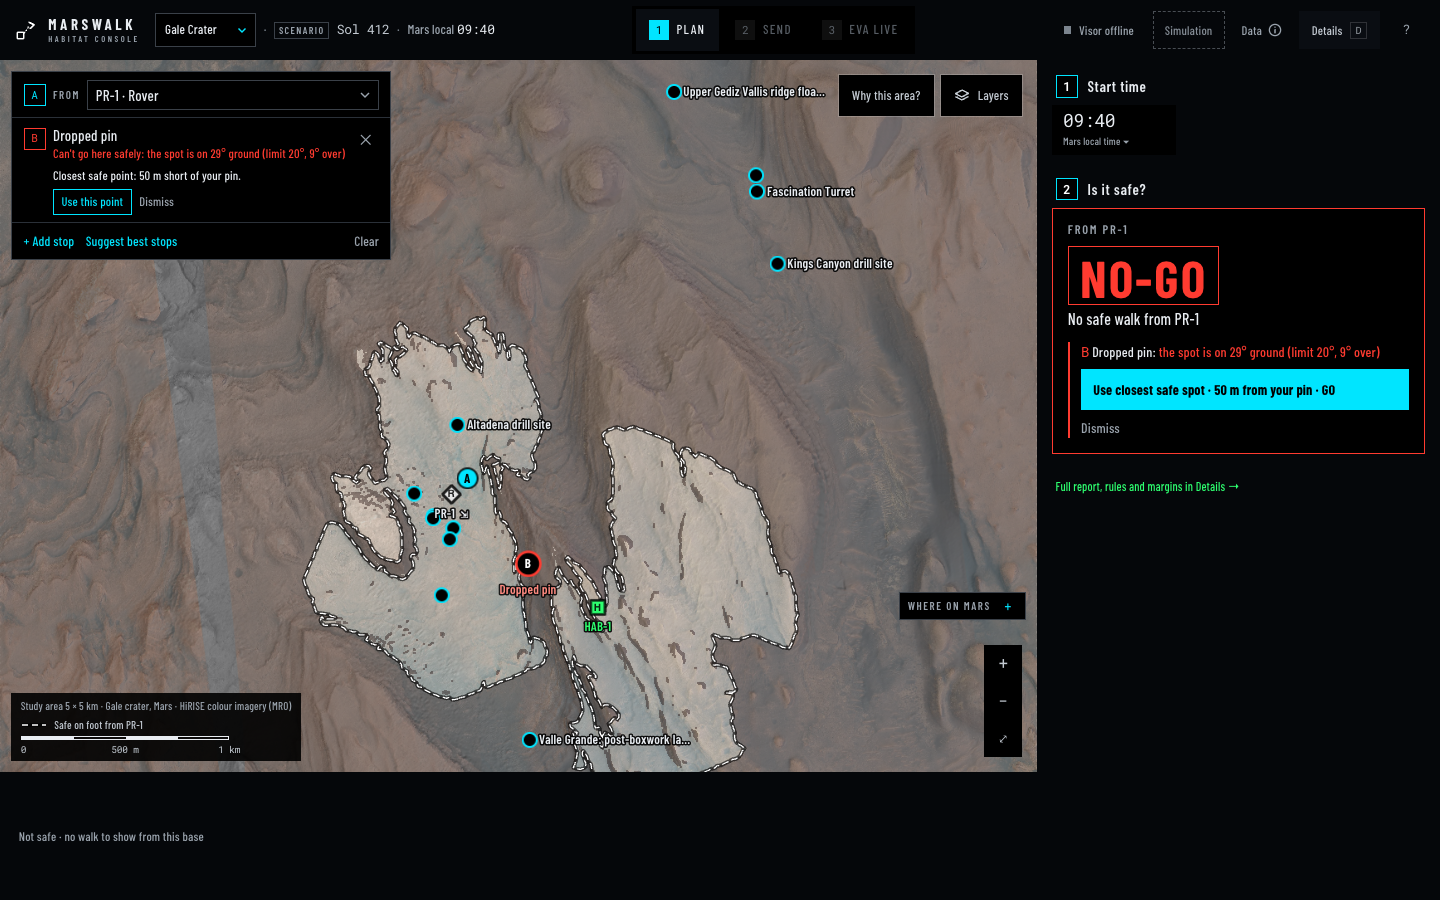 MARSWALK
HABITAT CONSOLE
Gale Crater
· SCENARIO Sol 412 · Mars local 09:40
1 PLAN
2 SEND
3 EVA LIVE
Visor offline
Simulation
Data
Details D
?
A FROM PR-1 · Rover
B Dropped pin
Can't go here safely: the spot is on 29° ground (limit 20°, 9° over)
Closest safe point: 50 m short of your pin.
Use this point
Dismiss
+ Add stop
Suggest best stops
Clear
Upper Gediz Vallis ridge floa...
Why this area?
Layers
Fascination Turret
Kings Canyon drill site
Altadena drill site
A
R
PR-1
B
Dropped pin
H
HAB-1
Valle Grande: post-boxwork la...
WHERE ON MARS +
+
−
Study area 5 × 5 km · Gale crater, Mars · HiRISE colour imagery (MRO)
Safe on foot from PR-1
0 500 m 1 km
Not safe · no walk to show from this base
1 Start time
09:40
Mars local time
2 Is it safe?
FROM PR-1
NO-GO
No safe walk from PR-1
B Dropped pin: the spot is on 29° ground (limit 20°, 9° over)
Use closest safe spot · 50 m from your pin · GO
Dismiss
Full report, rules and margins in Details →